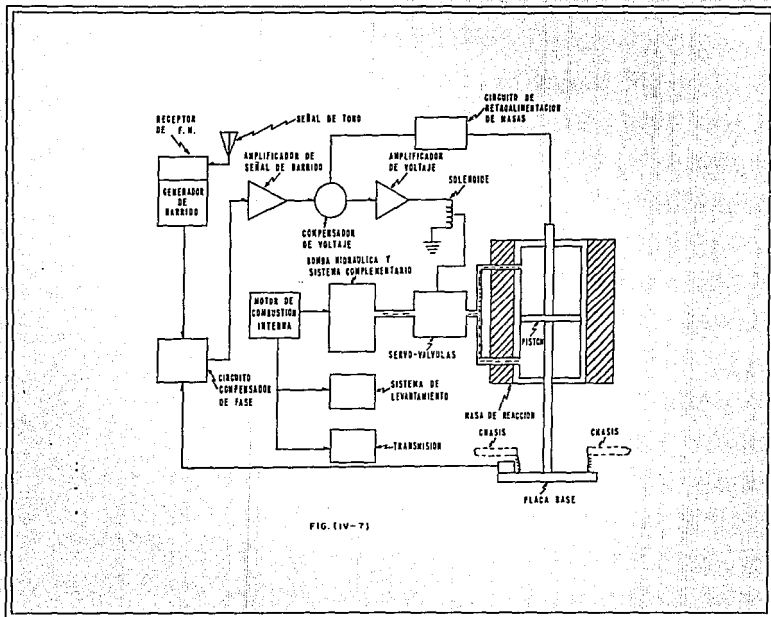 CIRCUITO DE
RETROALIMENTACION
DE MASAS
SEÑAL DE TONO
RECEPTOR
DE F.M.
AMPLIFICADOR DE
SEÑAL DE BARRIDO
AMPLIFICADOR
DE VOLTAJE
SOLENOIDE
GENERADOR
DE
BARRIDO
COMPENSADOR
DE VOLTAJE
BOMBA HIDRAULICA Y
SISTEMA COMPLEMENTARIO
MOTOR DE
COMBUSTION
INTERNA
SERVO-VALVULAS
PISTON
CIRCUITO
COMPENSADOR
DE FASE
SISTEMA DE
LEVANTAMIENTO
MASA DE REACCION
TRANSMISION
CHASIS
CHASIS
PLACA BASE
FIG.(IV-7)